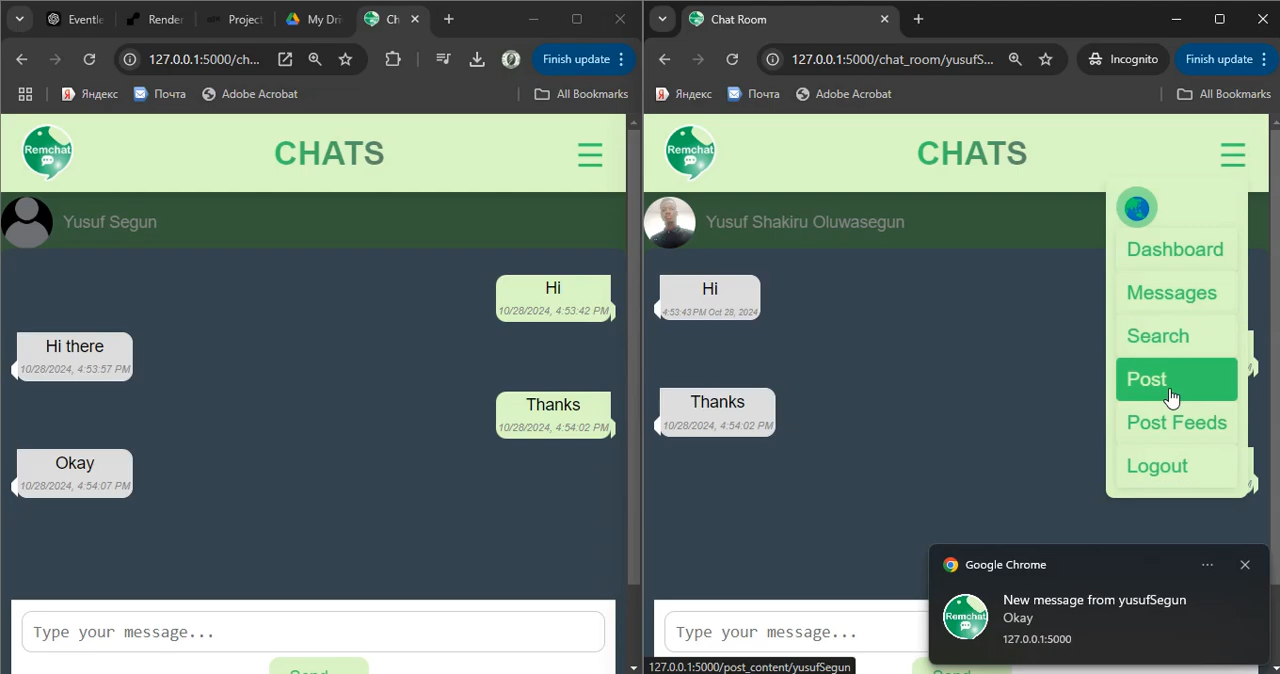 Eventle
Render
Project
My Dri
Ch
127.0.0.1:5000/ch...
Finish update
Яндекс
Почта
Adobe Acrobat
All Bookmarks
Remchat
CHATS
Yusuf Segun
Hi
10/28/2024, 4:53:42 PM
Hi there
10/28/2024, 4:53:57 PM
Thanks
10/28/2024, 4:54:02 PM
Okay
10/28/2024, 4:54:07 PM
Type your message...
Send
Chat Room
127.0.0.1:5000/chat_room/yusufS...
Incognito
Finish update
Яндекс
Почта
Adobe Acrobat
All Bookmarks
Remchat
CHATS
Yusuf Shakiru Oluwasegun
Hi
4:53:43 PM Oct 28, 2024
Thanks
10/28/2024, 4:54:02 PM
Dashboard
Messages
Search
Post
Post Feeds
Logout
Type your message...
Send
Google Chrome
Remchat
New message from yusufSegun
Okay
127.0.0.1:5000
127.0.0.1:5000/post_content/yusufSegun